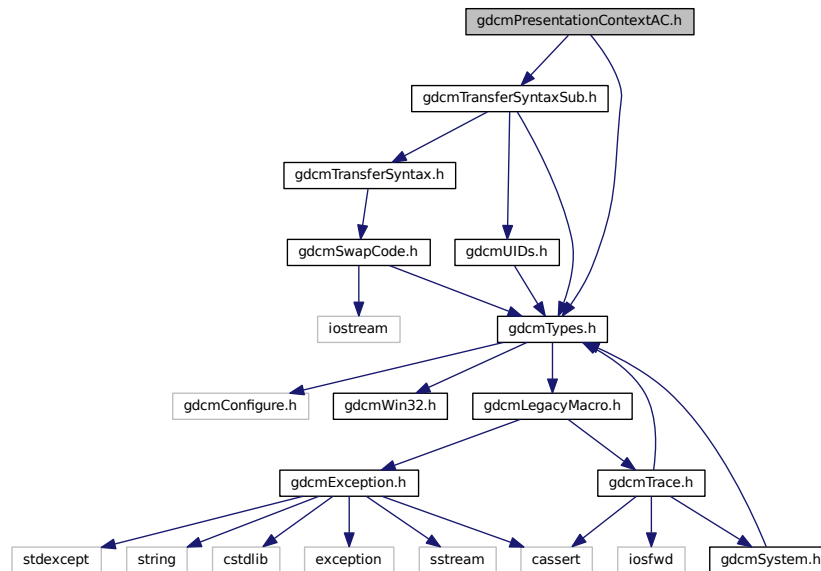 gdcmPresentationContextAC.h
gdcmTransferSyntaxSub.h
gdcmTransferSyntax.h
gdcmSwapCode.h
gdcmUIDs.h
iostream
gdcmTypes.h
gdcmConfigure.h
gdcmWin32.h
gdcmLegacyMacro.h
gdcmException.h
gdcmTrace.h
stdexcept
string
cstdlib
exception
sstream
cassert
iosfwd
gdcmSystem.h